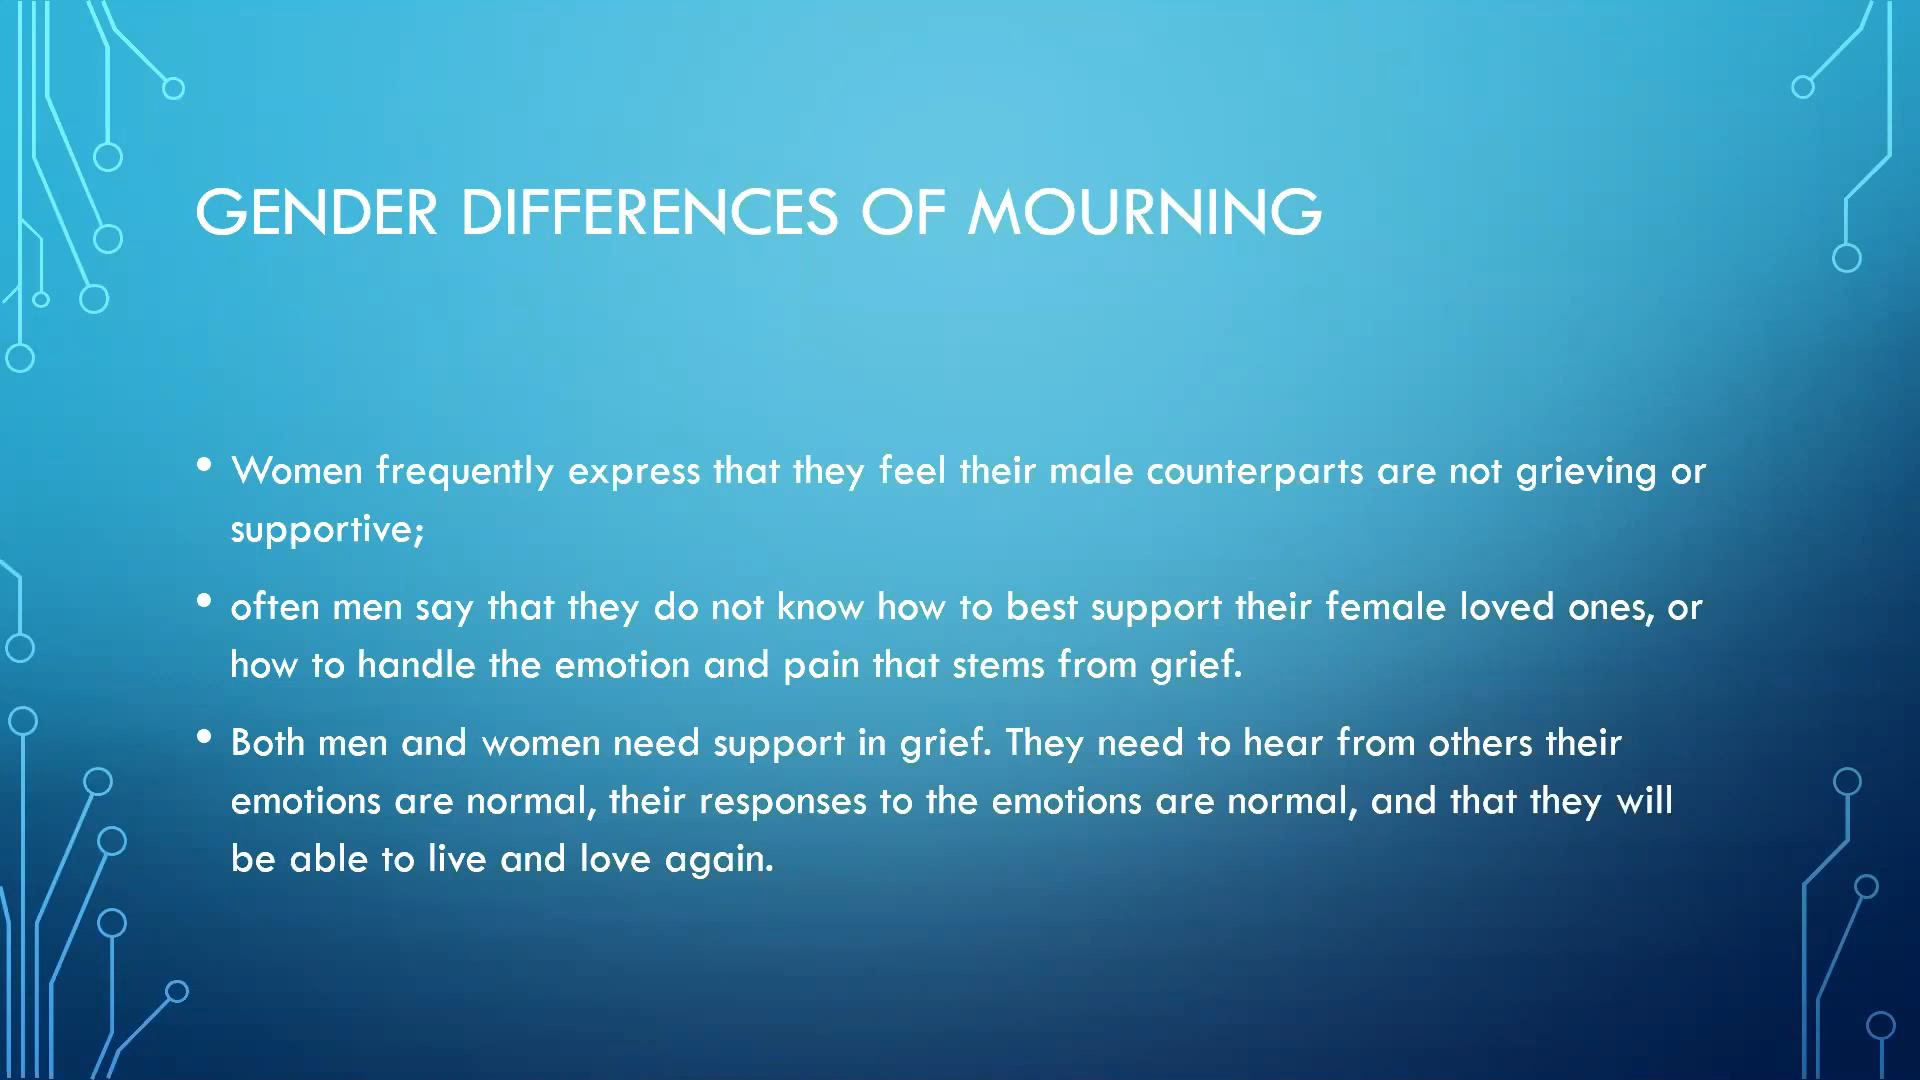 GENDER DIFFERENCES OF MOURNING
• Women frequently express that they feel their male counterparts are not grieving or
supportive;
• often men say that they do not know how to best support their female loved ones, or
how to handle the emotion and pain that stems from grief.
• Both men and women need support in grief. They need to hear from others their
emotions are normal, their responses to the emotions are normal, and that they will
be able to live and love again.